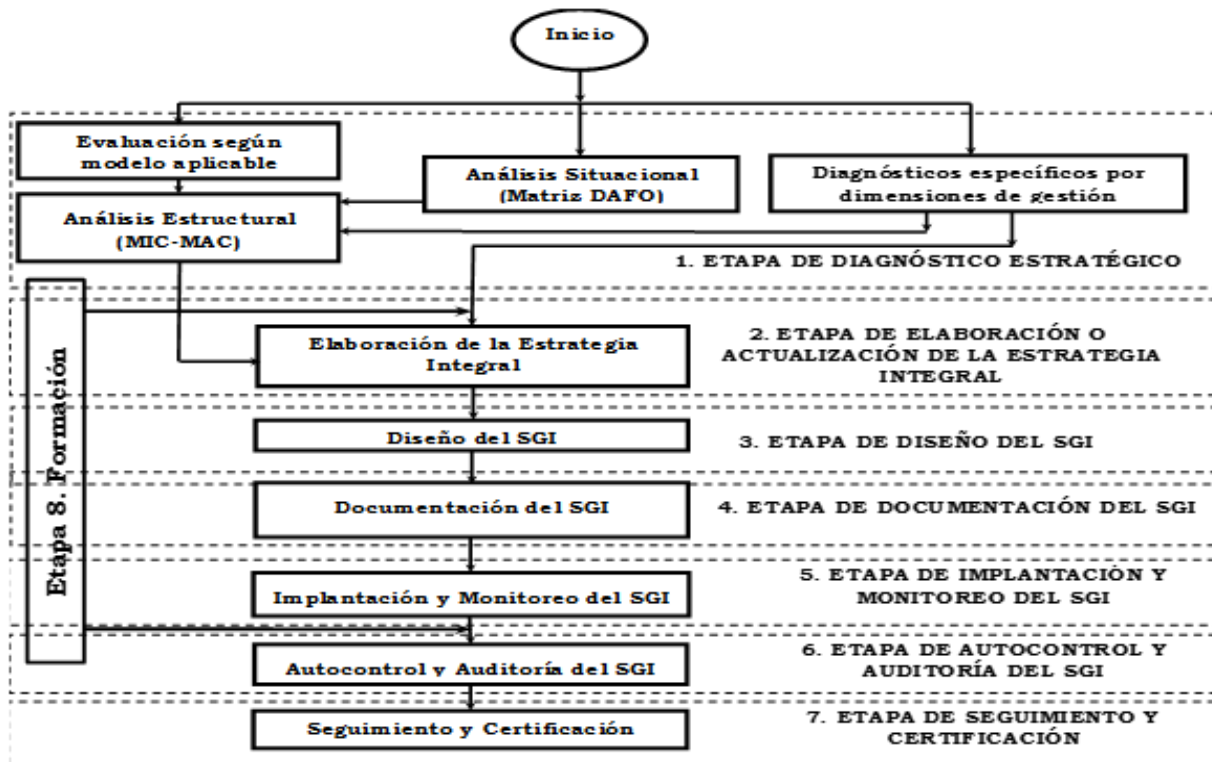 Inicio
Evaluación según
modelo aplicable
Análisis Situacional
(Matriz DAFO)
Diagnósticos específicos por
dimensiones de gestión
Análisis Estructural
(MIC-MAC)
1. ETAPA DE DIAGNÓSTICO ESTRATÉGICO
Etapa 8. Formación
Elaboración de la Estrategia
Integral
2. ETAPA DE ELABORACIÓN O
ACTUALIZACIÓN DE LA ESTRATEGIA
INTEGRAL
Diseño del SGI
3. ETAPA DE DISEÑO DEL SGI
Documentación del SGI
4. ETAPA DE DOCUMENTACIÓN DEL SGI
Implantación y Monitoreo del SGI
5. ETAPA DE IMPLANTACIÓN Y
MONITOREO DEL SGI
Autocontrol y Auditoría del SGI
6. ETAPA DE AUTOCONTROL Y
AUDITORÍA DEL SGI
Seguimiento y Certificación
7. ETAPA DE SEGUIMIENTO Y
CERTIFICACIÓN